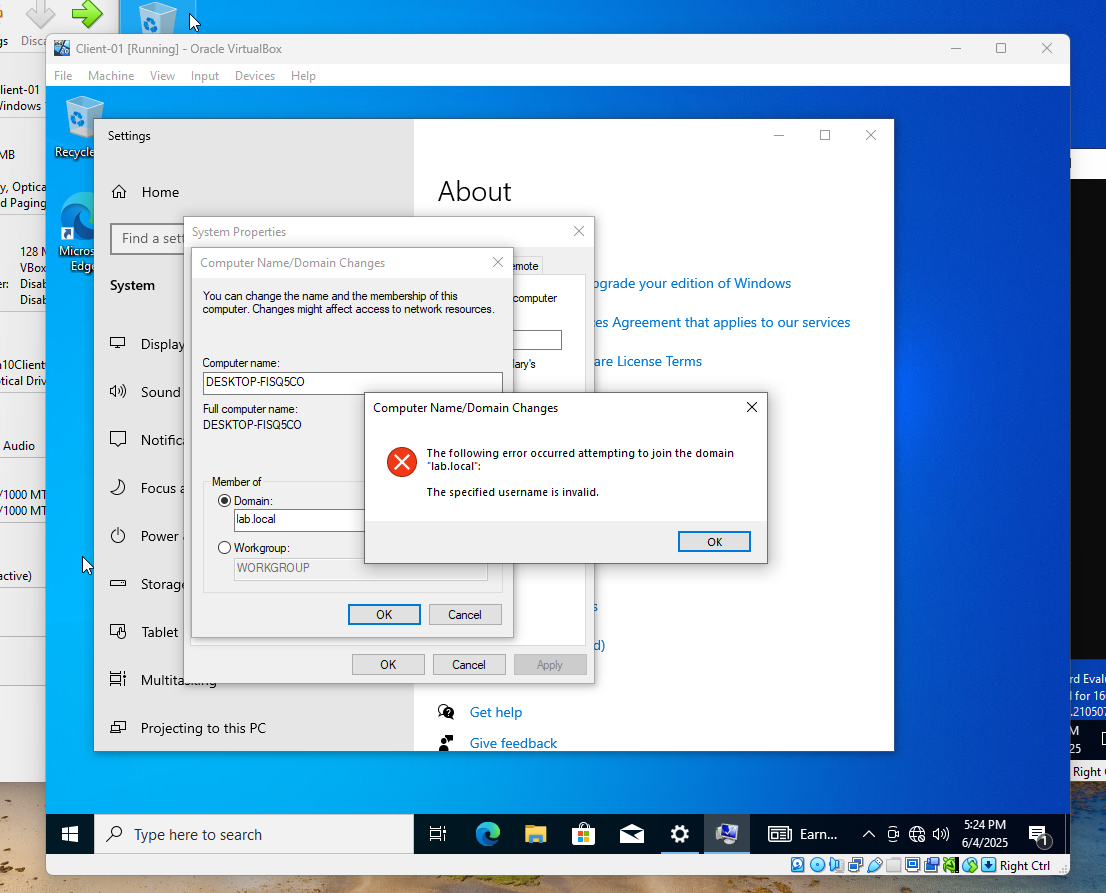 gs
Disca
Client-01 [Running] - Oracle VirtualBox
File Machine View Input Devices Help
lient-01
Windows
MB
y, Optica
d Paging
128 M
VBox
er: Disab
Disab
10Client
tical Driv
Audio
/1000 MT
/1000 MT
active)
Recycle
Micros
Edge
Settings
Home
Find a sett
System
Display
Sound
Notifica
Focus a
Power
Storage
Tablet
Multitasking
Projecting to this PC
About
pgrade your edition of Windows
es Agreement that applies to our services
are License Terms
s
d)
Get help
Give feedback
System Properties
emote
computer
lary's
OK Cancel Apply
Computer Name/Domain Changes
You can change the name and the membership of this
computer. Changes might affect access to network resources.
Computer name:
DESKTOP-FISQ5CO
Full computer name:
DESKTOP-FISQ5CO
Member of
Domain:
lab.local
Workgroup:
WORKGROUP
OK Cancel
Computer Name/Domain Changes
The following error occurred attempting to join the domain
"lab.local":
The specified username is invalid.
OK
rd Evalu
d for 16
.210507
M
25
Right C
Type here to search
Earn...
5:24 PM
6/4/2025
1
Right Ctrl